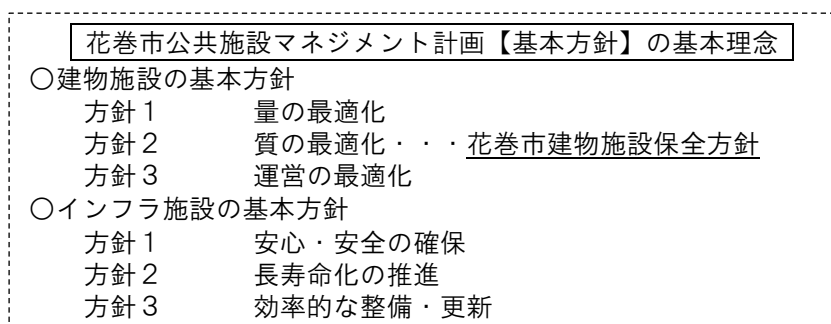 花巻市公共施設マネジメント計画【基本方針】の基本理念
〇建物施設の基本方針
方針１　　　量の最適化
方針２　　　質の最適化・・・花巻市建物施設保全方針
方針３　　　運営の最適化
〇インフラ施設の基本方針
方針１　　　安心・安全の確保
方針２　　　長寿命化の推進
方針３　　　効率的な整備・更新